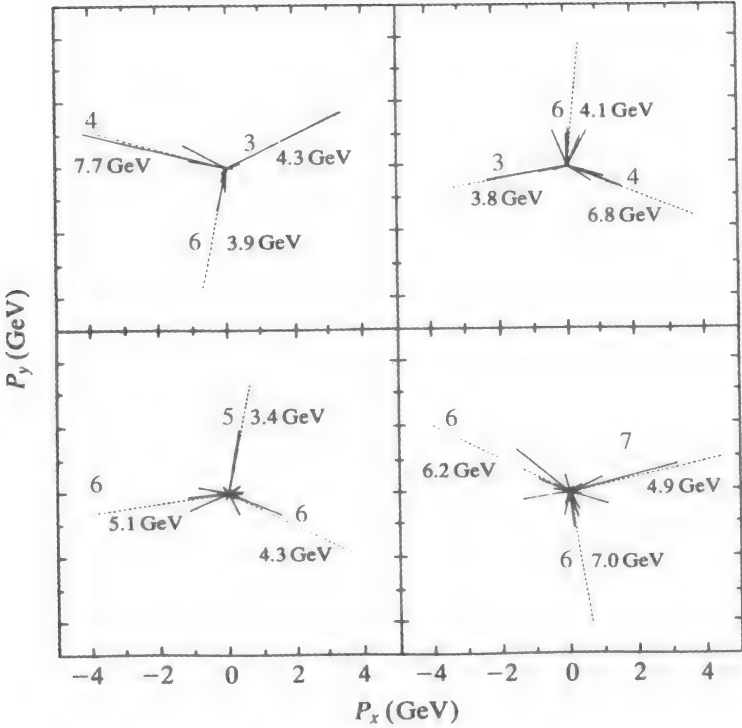 4
7.7 GeV
3
4.3 GeV
6
3.9 GeV
6
4.1 GeV
3
3.8 GeV
4
6.8 GeV
P_y (GeV)
5
3.4 GeV
6
5.1 GeV
6
4.3 GeV
6
6.2 GeV
7
4.9 GeV
6
7.0 GeV
−4 −2 0 2 4 −4 −2 0 2 4
P_x (GeV)